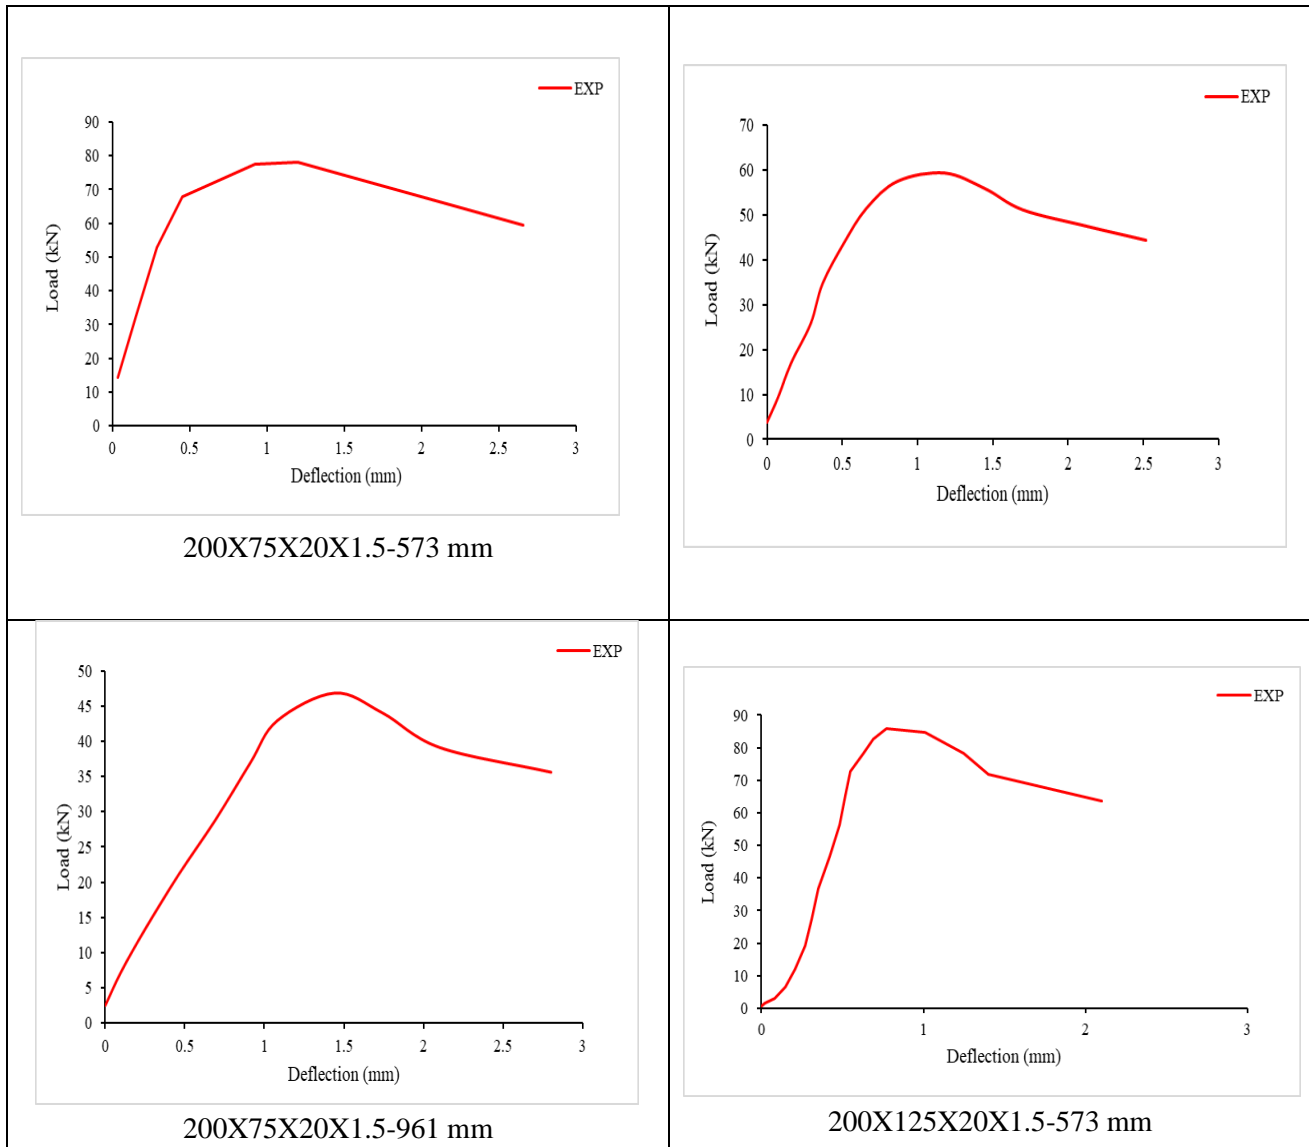 EXP
90
80
70
60
50
40
30
20
10
0
Load (kN)
0 0.5 1 1.5 2 2.5 3
Deflection (mm)
200X75X20X1.5-573 mm
EXP
70
60
50
40
30
20
10
0
Load (kN)
0 0.5 1 1.5 2 2.5 3
Deflection (mm)
EXP
50
45
40
35
30
25
20
15
10
5
0
Load (kN)
0 0.5 1 1.5 2 2.5 3
Deflection (mm)
200X75X20X1.5-961 mm
EXP
90
80
70
60
50
40
30
20
10
0
Load (kN)
0 1 2 3
Deflection (mm)
200X125X20X1.5-573 mm